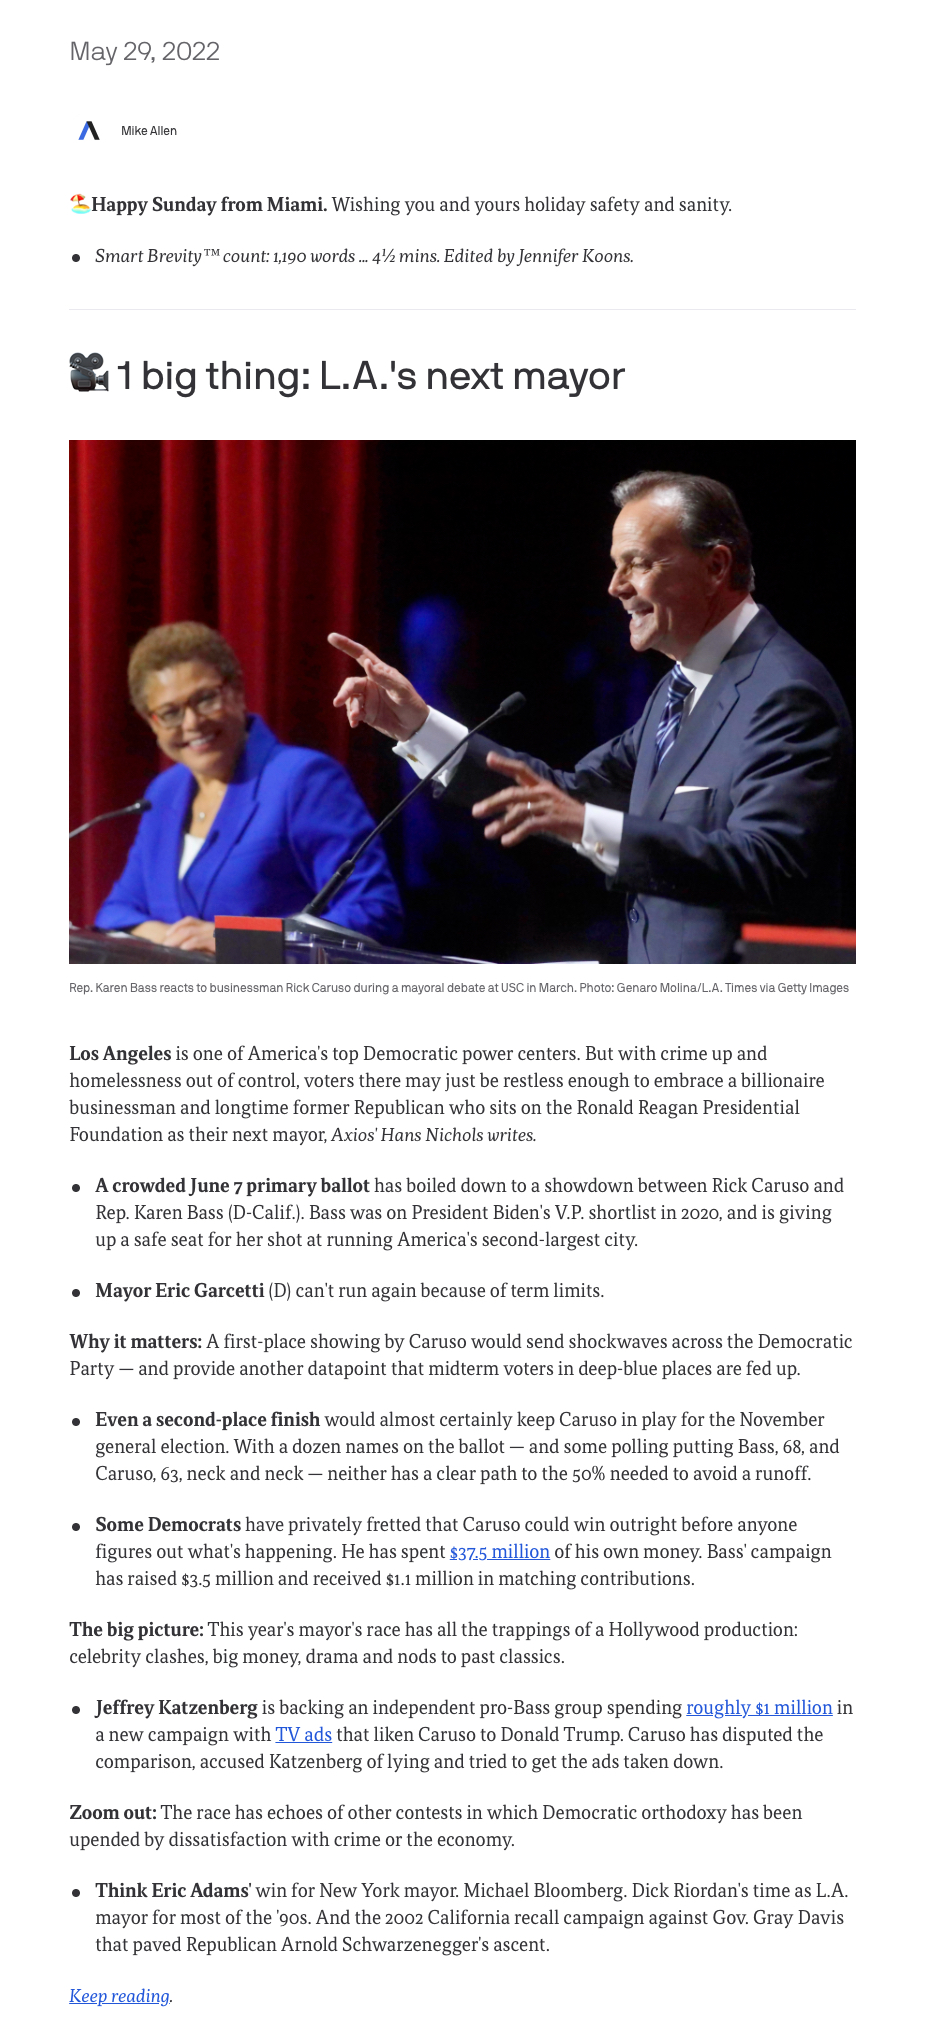 May 29, 2022
Mike Allen
🏖️Happy Sunday from Miami. Wishing you and yours holiday safety and sanity.
● Smart Brevity™ count: 1,190 words ... 4½ mins. Edited by Jennifer Koons.
🎥 1 big thing: L.A.'s next mayor
Rep. Karen Bass reacts to businessman Rick Caruso during a mayoral debate at USC in March. Photo: Genaro Molina/L.A. Times via Getty Images
Los Angeles is one of America's top Democratic power centers. But with crime up and
homelessness out of control, voters there may just be restless enough to embrace a billionaire
businessman and longtime former Republican who sits on the Ronald Reagan Presidential
Foundation as their next mayor, Axios' Hans Nichols writes.
● A crowded June 7 primary ballot has boiled down to a showdown between Rick Caruso and
Rep. Karen Bass (D-Calif.). Bass was on President Biden's V.P. shortlist in 2020, and is giving
up a safe seat for her shot at running America's second-largest city.
● Mayor Eric Garcetti (D) can't run again because of term limits.
Why it matters: A first-place showing by Caruso would send shockwaves across the Democratic
Party — and provide another datapoint that midterm voters in deep-blue places are fed up.
● Even a second-place finish would almost certainly keep Caruso in play for the November
general election. With a dozen names on the ballot — and some polling putting Bass, 68, and
Caruso, 63, neck and neck — neither has a clear path to the 50% needed to avoid a runoff.
● Some Democrats have privately fretted that Caruso could win outright before anyone
figures out what's happening. He has spent $37.5 million of his own money. Bass' campaign
has raised $3.5 million and received $1.1 million in matching contributions.
The big picture: This year's mayor's race has all the trappings of a Hollywood production:
celebrity clashes, big money, drama and nods to past classics.
● Jeffrey Katzenberg is backing an independent pro-Bass group spending roughly $1 million in
a new campaign with TV ads that liken Caruso to Donald Trump. Caruso has disputed the
comparison, accused Katzenberg of lying and tried to get the ads taken down.
Zoom out: The race has echoes of other contests in which Democratic orthodoxy has been
upended by dissatisfaction with crime or the economy.
● Think Eric Adams' win for New York mayor. Michael Bloomberg. Dick Riordan's time as L.A.
mayor for most of the '90s. And the 2002 California recall campaign against Gov. Gray Davis
that paved Republican Arnold Schwarzenegger's ascent.
Keep reading.